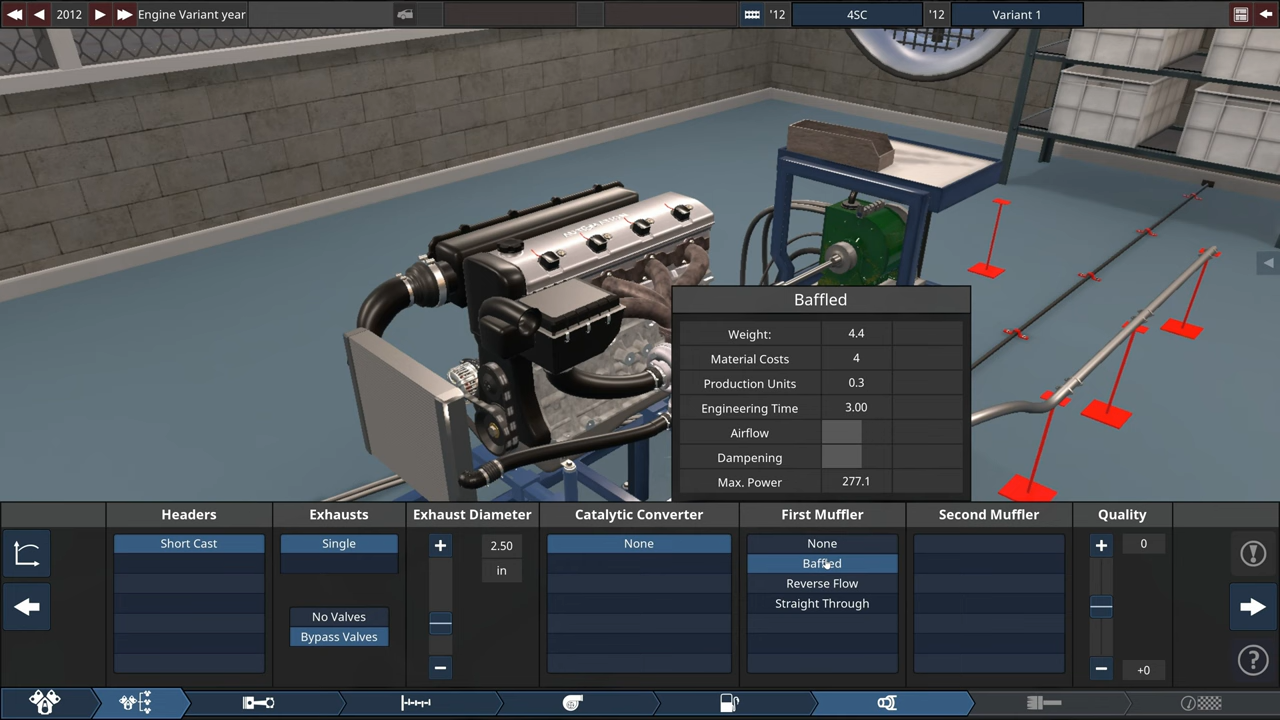 2012 Engine Variant year '12 4SC '12 Variant 1
Baffled
Weight: 4.4
Material Costs 4
Production Units 0.3
Engineering Time 3.00
Airflow
Dampening
Max. Power 277.1
Headers Exhausts Exhaust Diameter Catalytic Converter First Muffler Second Muffler Quality
Short Cast Single 2.50 None None 0
in Baffled
Reverse Flow
Straight Through
No Valves
Bypass Valves
+0